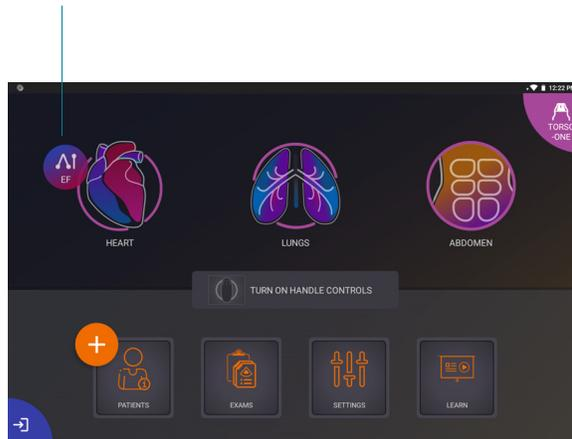 12:22 PM
TORSO
-ONE
EF
HEART
LUNGS
ABDOMEN
TURN ON HANDLE CONTROLS
PATIENTS
EXAMS
SETTINGS
LEARN